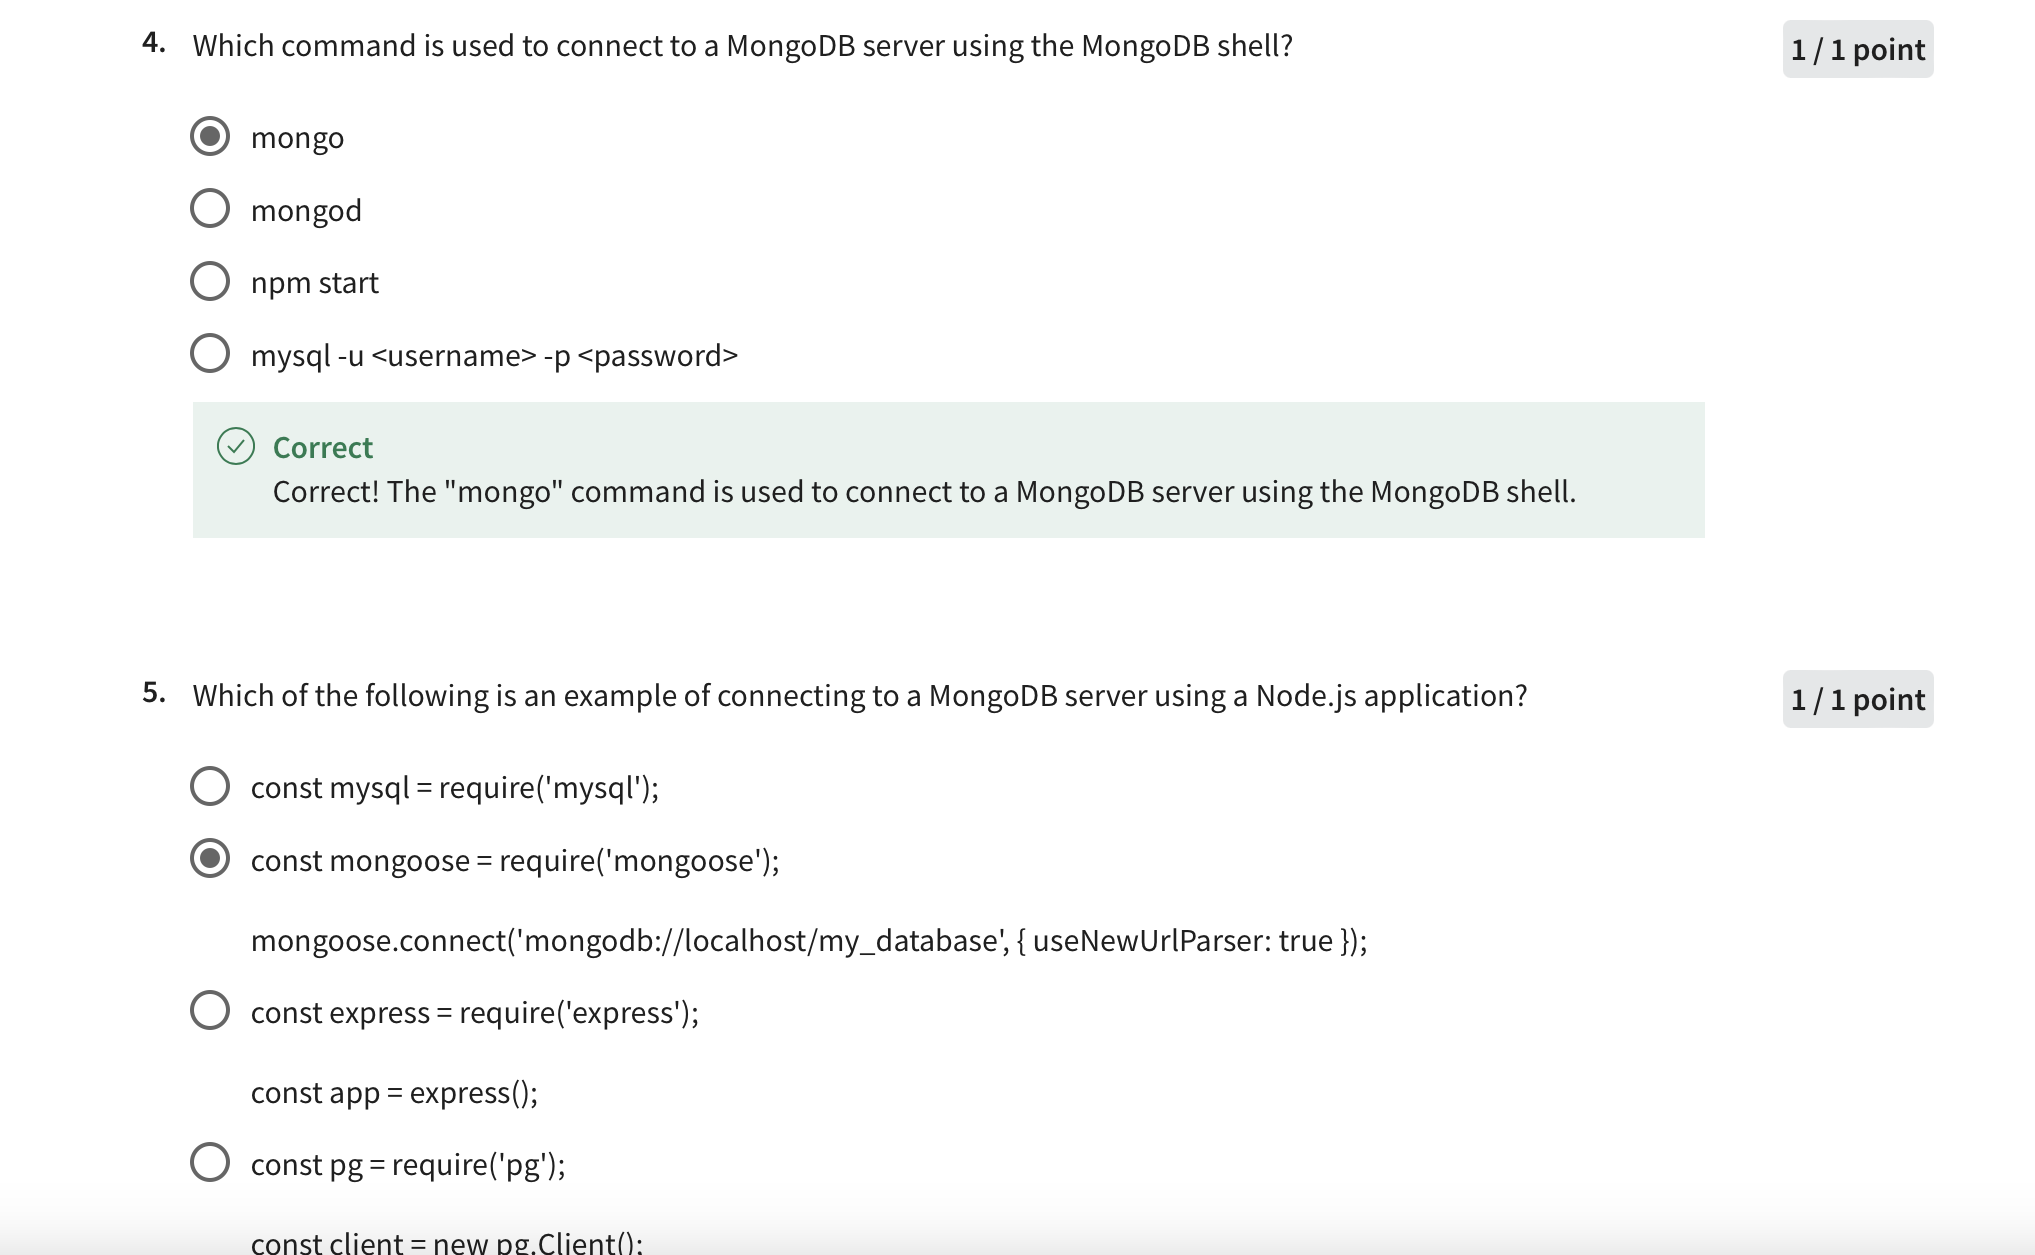 4. Which command is used to connect to a MongoDB server using the MongoDB shell?
1 / 1 point
mongo
mongod
npm start
mysql -u <username> -p <password>
Correct
Correct! The "mongo" command is used to connect to a MongoDB server using the MongoDB shell.
5. Which of the following is an example of connecting to a MongoDB server using a Node.js application?
1 / 1 point
const mysql = require('mysql');
const mongoose = require('mongoose');
mongoose.connect('mongodb://localhost/my_database', { useNewUrlParser: true });
const express = require('express');
const app = express();
const pg = require('pg');
const client = new pg.Client();